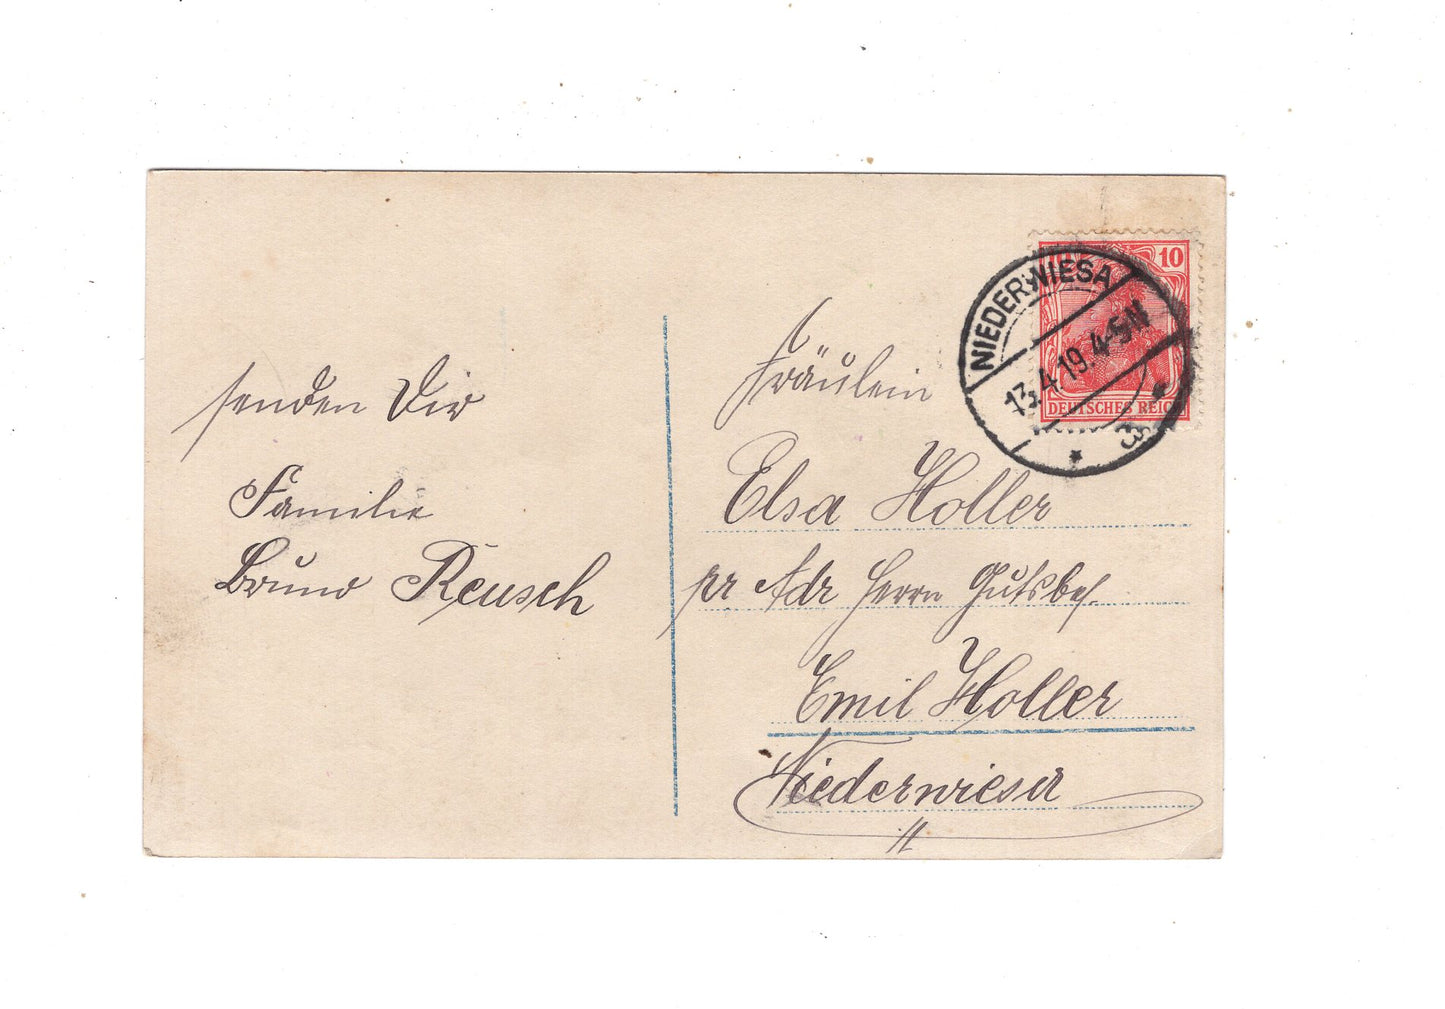 senden Dir
Familie
Bruno Reusch
10
DEUTSCHES REICH
NIEDERWIESA
13.4.19.4-5N
Fräulein
Elsa Holler
pr Adr Herrn Gutsbes.
Emil Holler
Niederwiesa